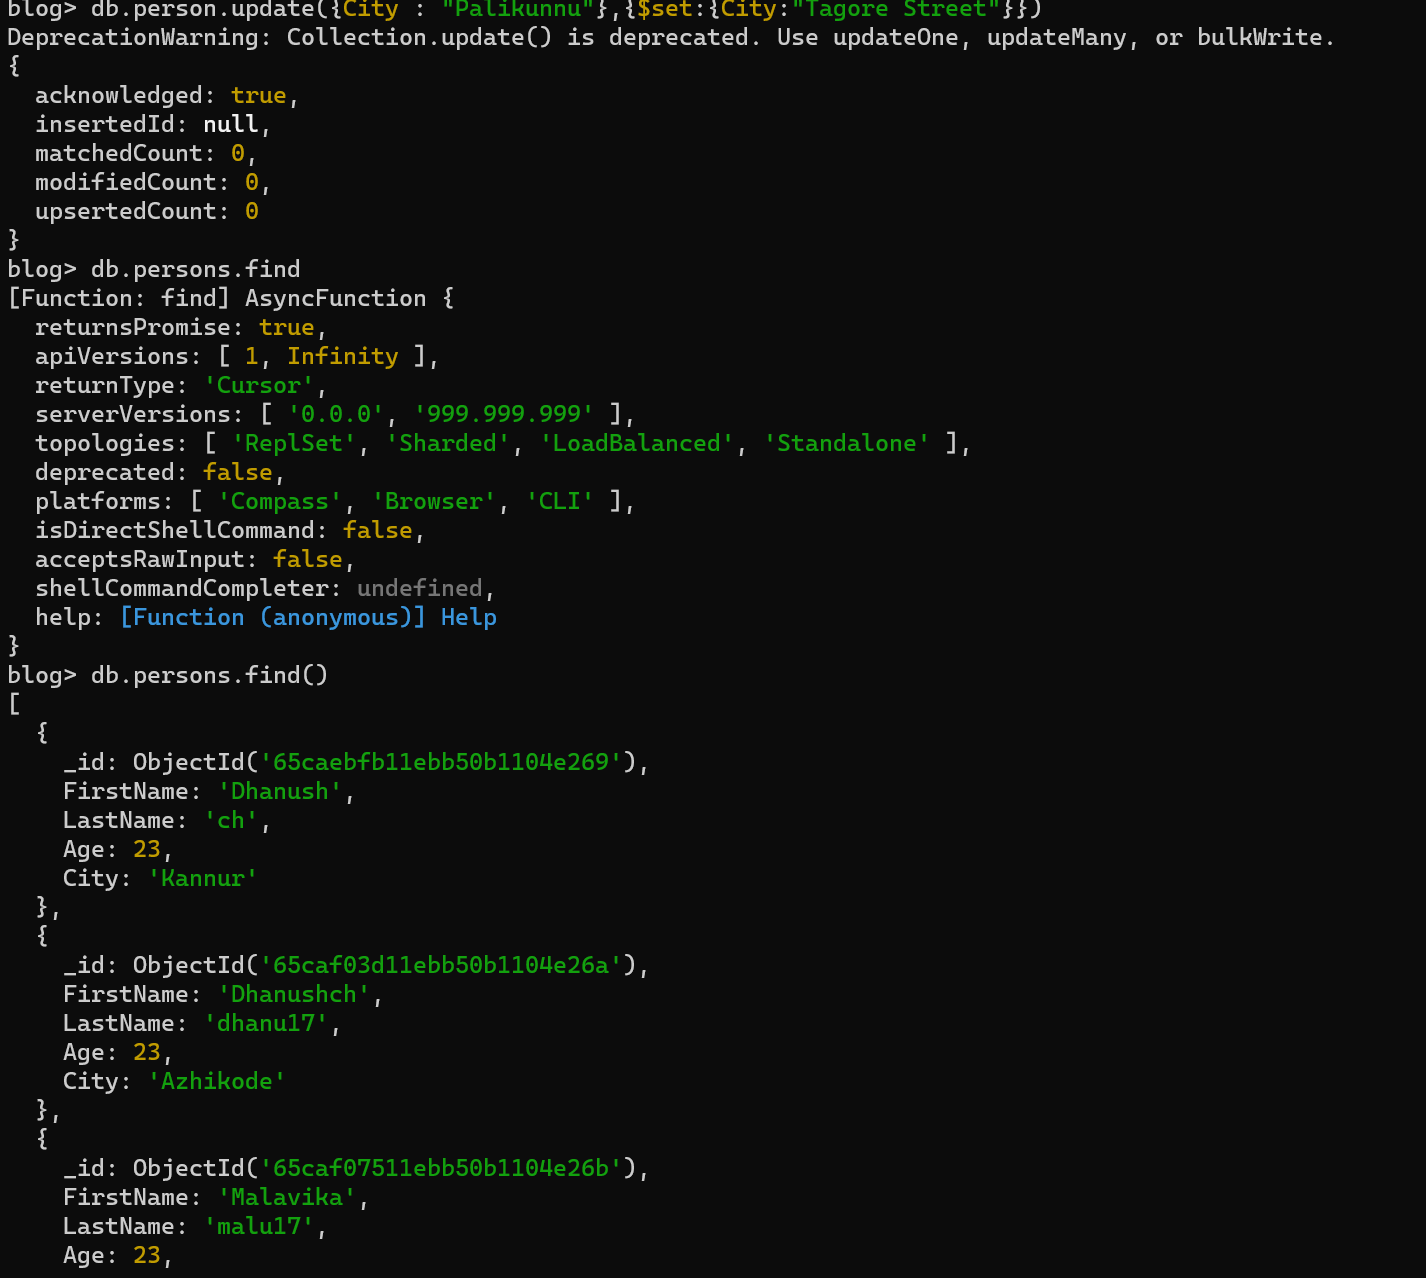 blog> db.person.update({City : "Palikunnu"},{$set:{City:"Tagore Street"}})
DeprecationWarning: Collection.update() is deprecated. Use updateOne, updateMany, or bulkWrite.
{
  acknowledged: true,
  insertedId: null,
  matchedCount: 0,
  modifiedCount: 0,
  upsertedCount: 0
}
blog> db.persons.find
[Function: find] AsyncFunction {
  returnsPromise: true,
  apiVersions: [ 1, Infinity ],
  returnType: 'Cursor',
  serverVersions: [ '0.0.0', '999.999.999' ],
  topologies: [ 'ReplSet', 'Sharded', 'LoadBalanced', 'Standalone' ],
  deprecated: false,
  platforms: [ 'Compass', 'Browser', 'CLI' ],
  isDirectShellCommand: false,
  acceptsRawInput: false,
  shellCommandCompleter: undefined,
  help: [Function (anonymous)] Help
}
blog> db.persons.find()
[
  {
    _id: ObjectId('65caebfb11ebb50b1104e269'),
    FirstName: 'Dhanush',
    LastName: 'ch',
    Age: 23,
    City: 'Kannur'
  },
  {
    _id: ObjectId('65caf03d11ebb50b1104e26a'),
    FirstName: 'Dhanushch',
    LastName: 'dhanu17',
    Age: 23,
    City: 'Azhikode'
  },
  {
    _id: ObjectId('65caf07511ebb50b1104e26b'),
    FirstName: 'Malavika',
    LastName: 'malu17',
    Age: 23,